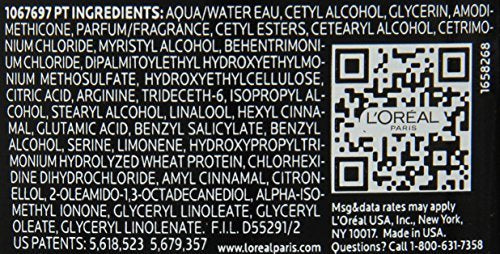 1067697 PT INGREDIENTS: AQUA/WATER EAU, CETYL ALCOHOL, GLYCERIN, AMODI-
METHICONE, PARFUM/FRAGRANCE, CETYL ESTERS, CETEARYL ALCOHOL, CETRIMO-
NIUM CHLORIDE, MYRISTYL ALCOHOL, BEHENTRIMONI-
UM CHLORIDE, DIPALMITOYLETHYL HYDROXYETHYLMO-
NIUM METHOSULFATE, HYDROXYETHYLCELLULOSE,
CITRIC ACID, ARGININE, TRIDECETH-6, ISOPROPYL AL-
COHOL, STEARYL ALCOHOL, LINALOOL, HEXYL CINNA-
MAL, GLUTAMIC ACID, BENZYL SALICYLATE, BENZYL
ALCOHOL, SERINE, LIMONENE, HYDROXYPROPYLTRI-
MONIUM HYDROLYZED WHEAT PROTEIN, CHLORHEXI-
DINE DIHYDROCHLORIDE, AMYL CINNAMAL, CITRON-
ELLOL, 2-OLEAMIDO-1,3-OCTADECANEDIOL, ALPHA-ISO-
METHYL IONONE, GLYCERYL LINOLEATE, GLYCERYL
OLEATE, GLYCERYL LINOLENATE. F.I.L. D55291/2
US PATENTS: 5,618,523 5,679,357 www.lorealparis.com
L'ORÉAL
PARIS
1658268
Msg&data rates may apply
L'Oréal USA, Inc., New York,
NY 10017. Made in USA.
Questions? Call 1-800-631-7358